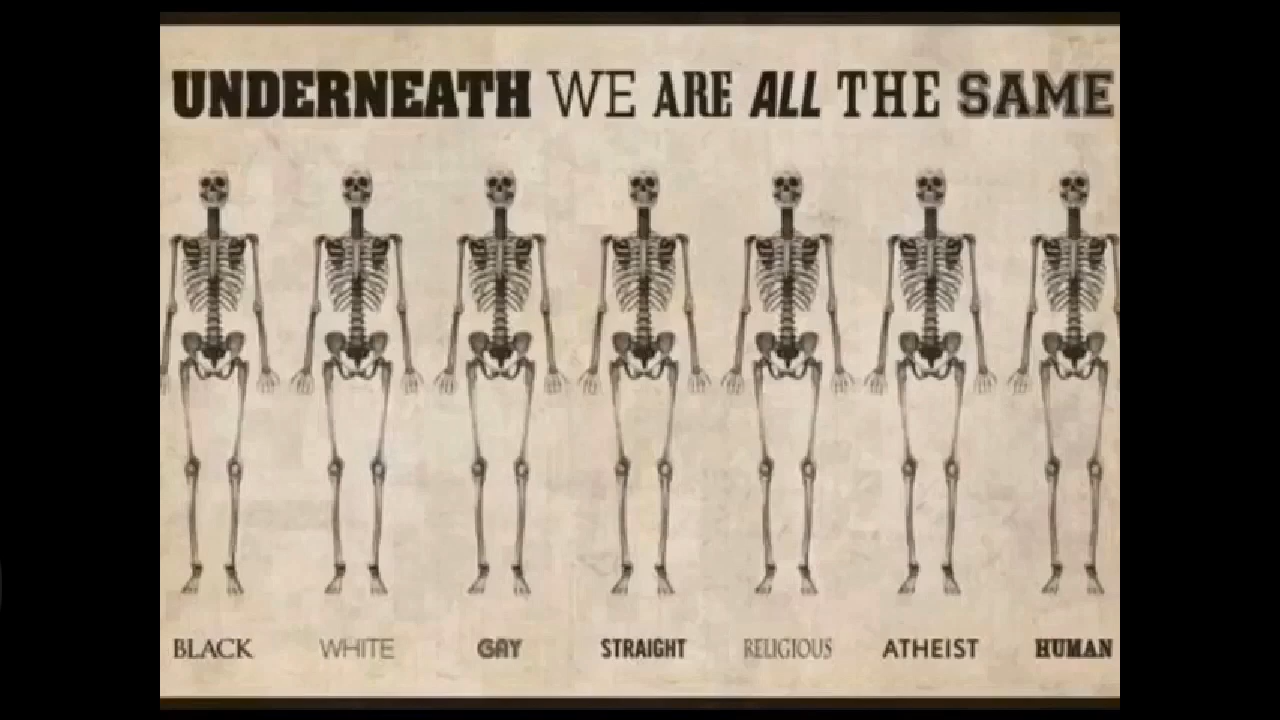 UNDERNEATH WE ARE ALL THE SAME
BLACK WHITE GAY STRAIGHT RELIGIOUS ATHEIST HUMAN